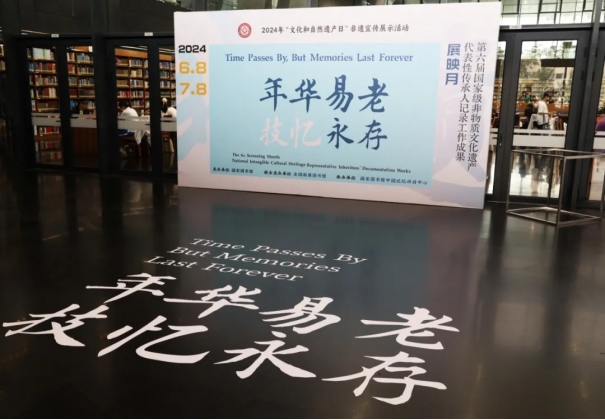 2024年“文化和自然遗产日”非遗宣传展示活动
2024
6.8
7.8
Time Passes By, But Memories Last Forever
年华易老
技忆永存
The 6th Screening Month:
National Intangible Cultural Heritage Representative Inheritors' Documentation Works
第六届国家级非物质文化遗产
代表性传承人记录工作成果
展映月
Time Passes By
But Memories
Last Forever
年华易老
技忆永存